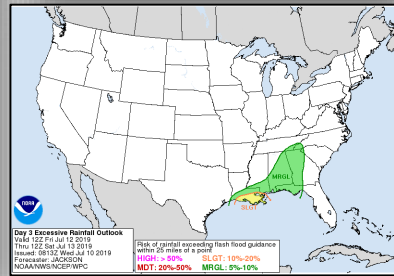 MRGL
SLGT
NOAA
Day 3 Excessive Rainfall Outlook
Valid 12Z Fri Jul 12 2019
Thru 12Z Sat Jul 13 2019
Issued: 0813Z Wed Jul 10 2019
Forecaster: JACKSON
NOAA/NWS/NCEP/WPC
Risk of rainfall exceeding flash flood guidance
within 25 miles of a point
HIGH: > 50% SLGT: 10%-20%
MDT: 20%-50% MRGL: 5%-10%